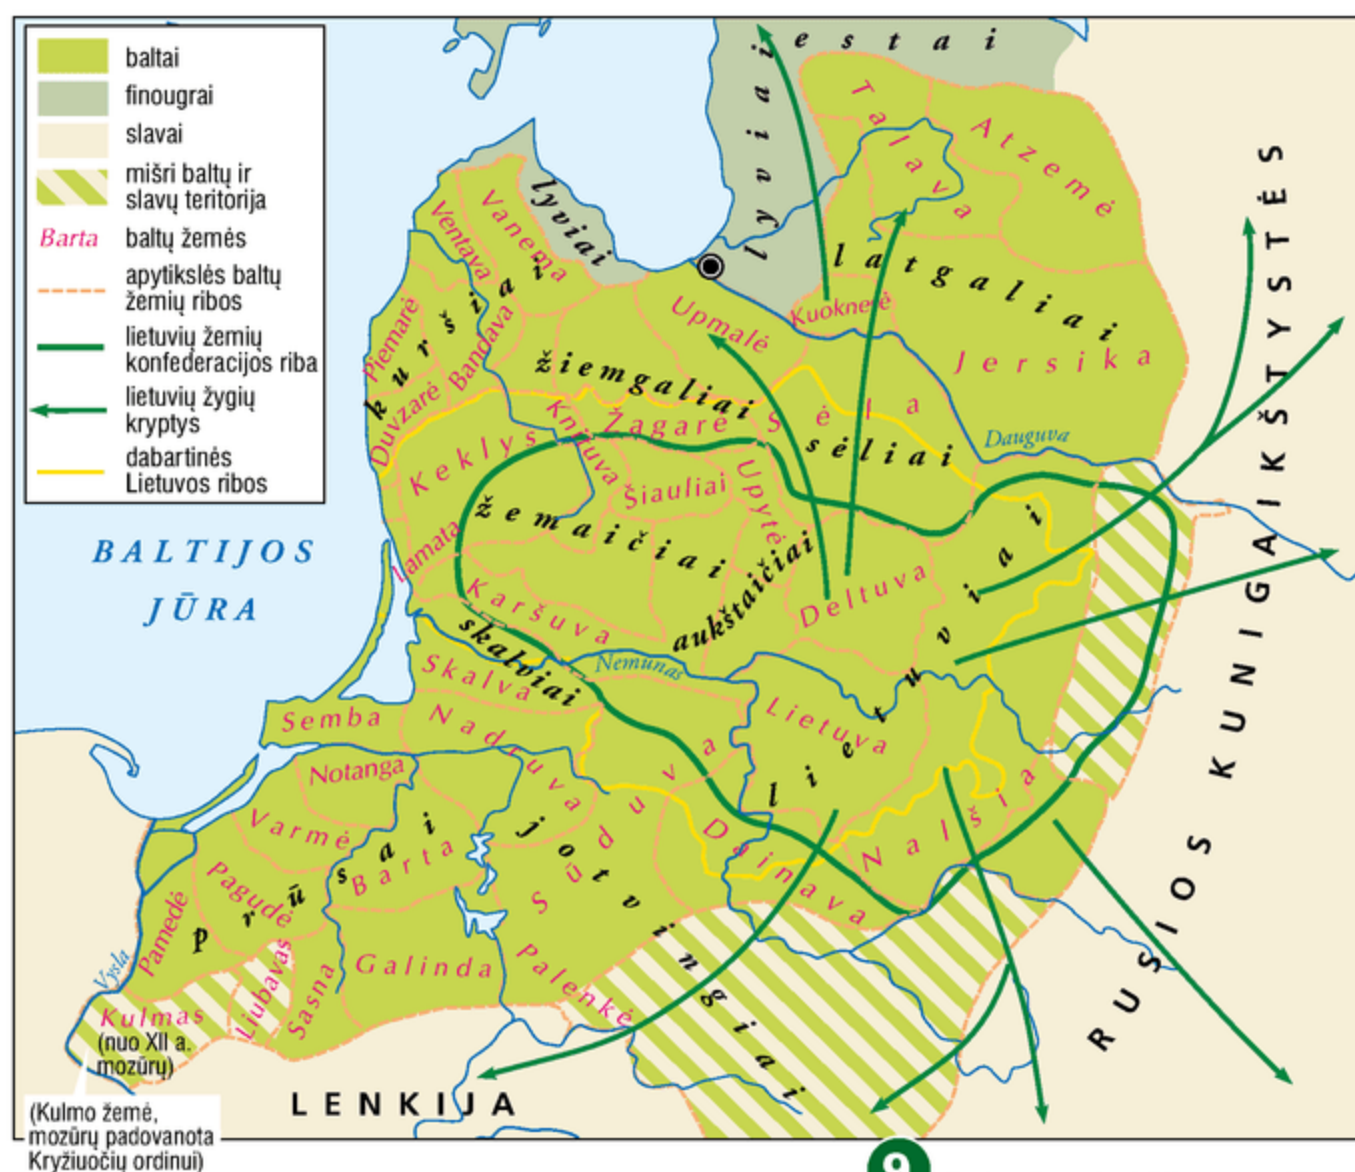 baltai
finougrai
slavai
mišri baltų ir
slavų teritorija
Barta
baltų žemės
apytikslės baltų
žemių ribos
lietuvių žemių
konfederacijos riba
lietuvių žygių
kryptys
dabartinės
Lietuvos ribos
estai
lyviai
Talava
Atzemė
lyviai
Ventava
Vanema
latgaliai
Kuoknesė
Upmalė
Jersika
Piemarė
kuršiai
Bandava
Duvzarė
žiemgaliai
Žagarė
Sėla
sėliai
Dauguva
Keklys
Knituva
Šiauliai
Upytė
žemaičiai
Lamata
Karšuva
aukštaičiai
Deltuva
BALTIJOS
JŪRA
skalviai
Skalva
Nemunas
Semba
Nadruva
Lietuva
lietuviai
Notanga
Varmė
Barta
Sūduva
Dainava
Nalšia
jotvingiai
Pagudė
prūsai
Pamedė
Vysla
Galinda
Palenkė
Kulmas
(nuo XII a.
mozūrų)
Liubavas
Sasna
LENKIJA
RUSIOS KUNIGAIKŠTYSTĖS
(Kulmo žemė,
mozūrų padovanota
Kryžiuočių ordinui)
9